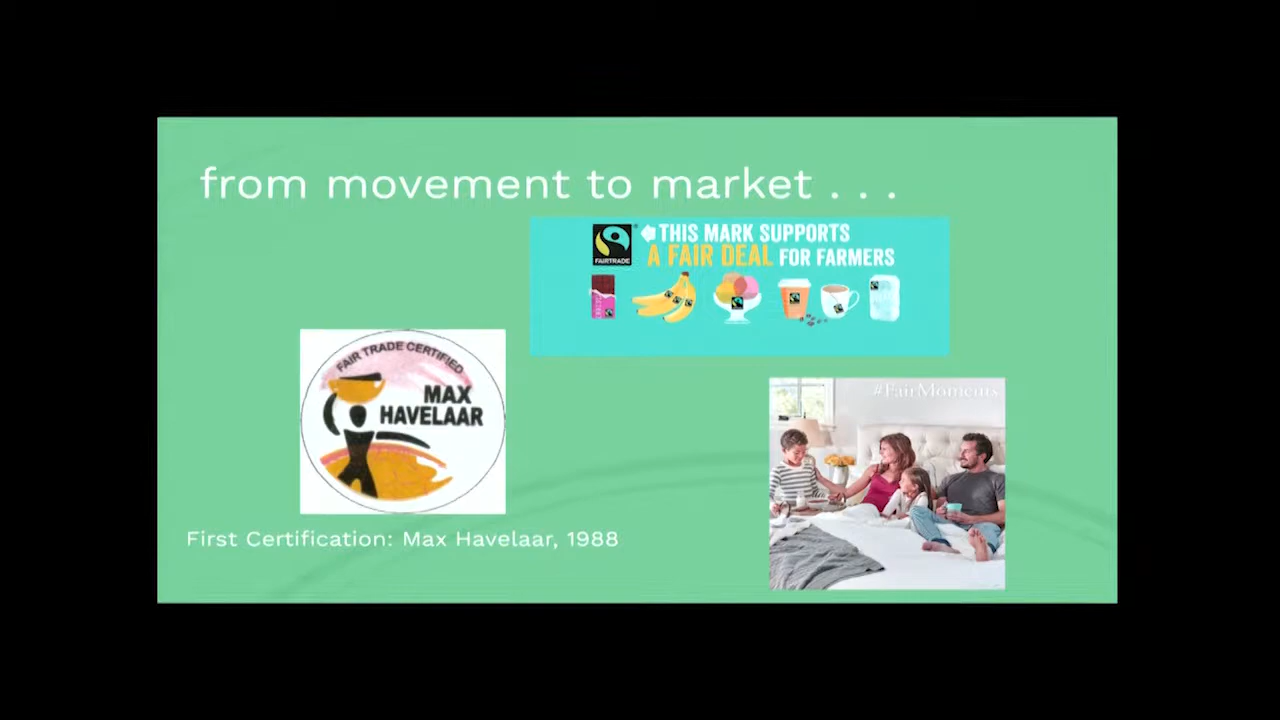 from movement to market . . .
FAIRTRADE
THIS MARK SUPPORTS
A FAIR DEAL FOR FARMERS
FAIR TRADE CERTIFIED
MAX
HAVELAAR
#FairMoments
First Certification: Max Havelaar, 1988